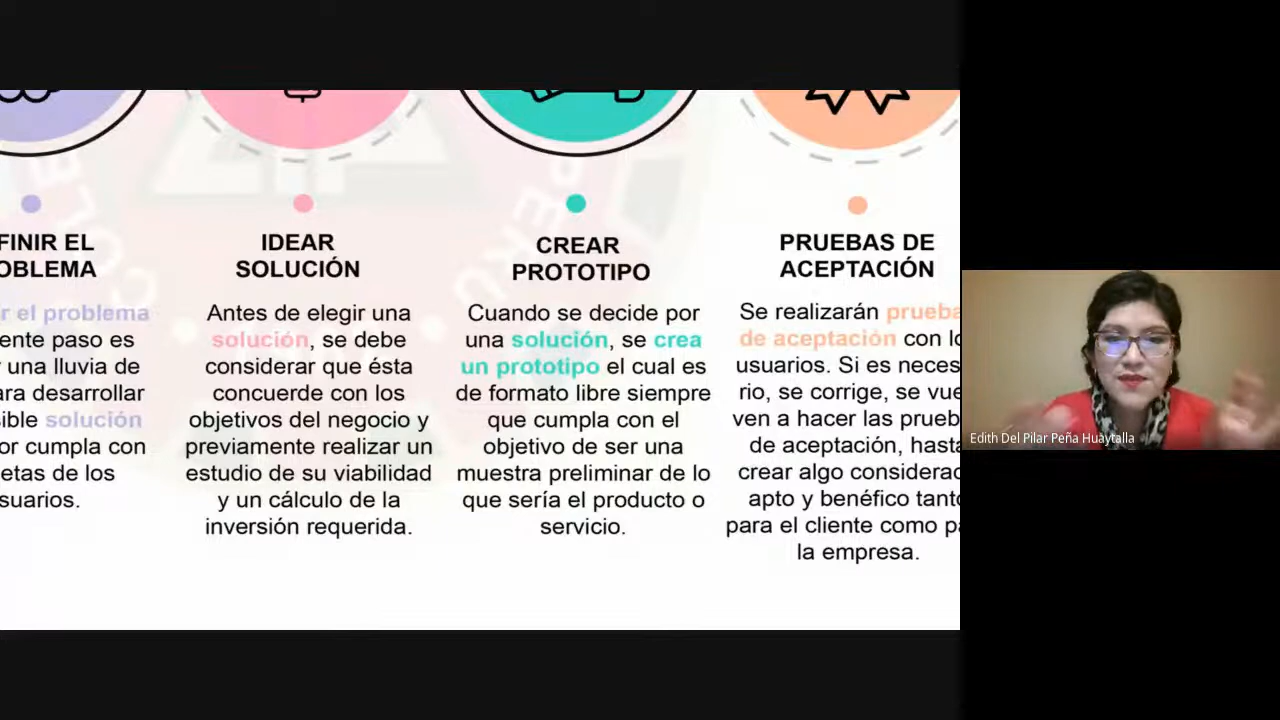 FINIR EL
OBLEMA
r el problema
ente paso es
una lluvia de
ara desarrollar
sible solución
or cumpla con
etas de los
suarios.
IDEAR
SOLUCIÓN
Antes de elegir una
solución, se debe
considerar que ésta
concuerde con los
objetivos del negocio y
previamente realizar un
estudio de su viabilidad
y un cálculo de la
inversión requerida.
CREAR
PROTOTIPO
Cuando se decide por
una solución, se crea
un prototipo el cual es
de formato libre siempre
que cumpla con el
objetivo de ser una
muestra preliminar de lo
que sería el producto o
servicio.
PRUEBAS DE
ACEPTACIÓN
Se realizarán prueba
de aceptación con lo
usuarios. Si es neces
rio, se corrige, se vue
ven a hacer las prueb
de aceptación, hasta
crear algo considerad
apto y benéfico tanto
para el cliente como pa
la empresa.
Edith Del Pilar Peña Huaytalla